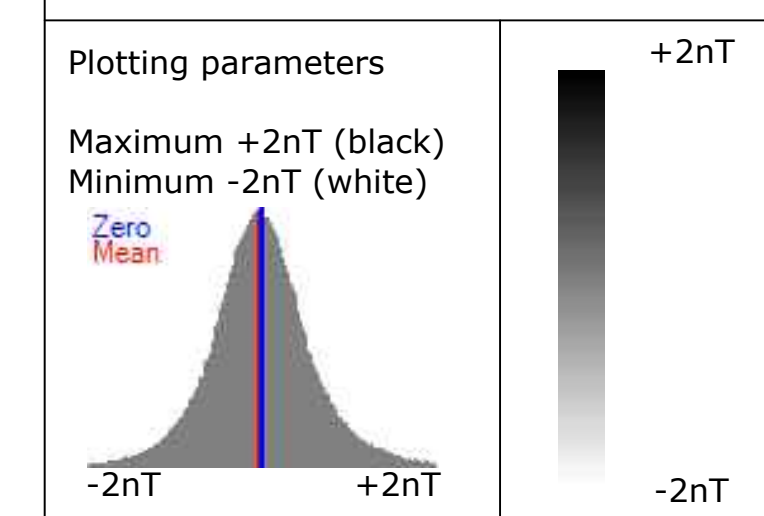 Plotting parameters
Maximum +2nT (black)
Minimum -2nT (white)
Zero
Mean
-2nT +2nT
+2nT
-2nT